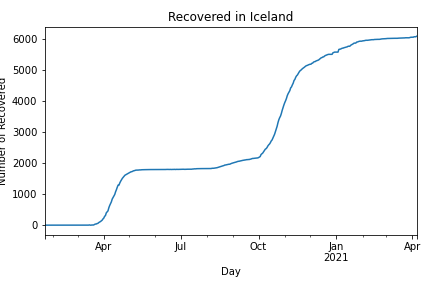 Recovered in Iceland
Number of Recovered
6000
5000
4000
3000
2000
1000
0
Apr Jul Oct Jan Apr
2021
Day